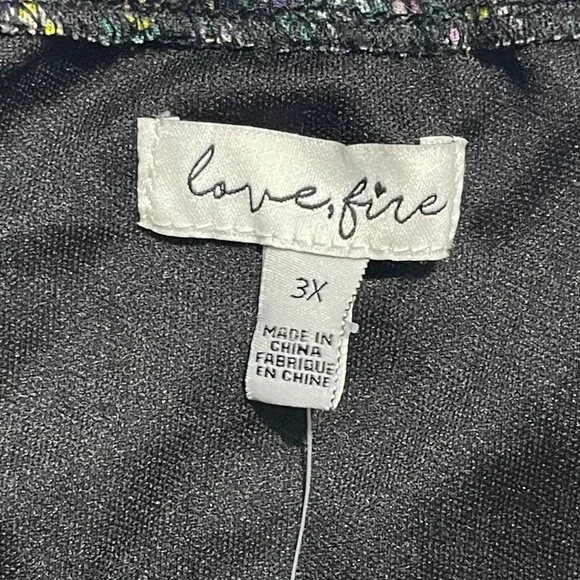 love, fire
3X
MADE IN
CHINA
FABRIQUE
EN CHINE